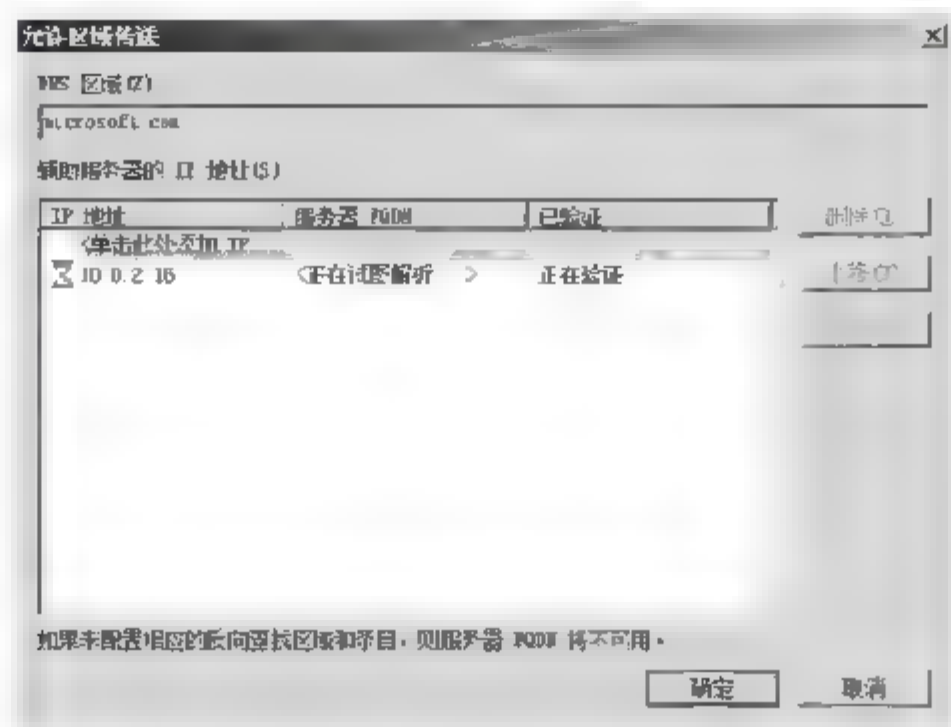 允许区域传送
DNS 区域(Z)
microsoft.com
辅助服务器的 IP 地址(S)
IP 地址 服务器 FQDN 已验证
<单击此处添加 IP
10.0.2.16 <正在试图解析 > 正在验证
删除(D)
上移(U)
如果未配置相应的反向查找区域和条目，则服务器 FQDN 将不可用。
确定 取消